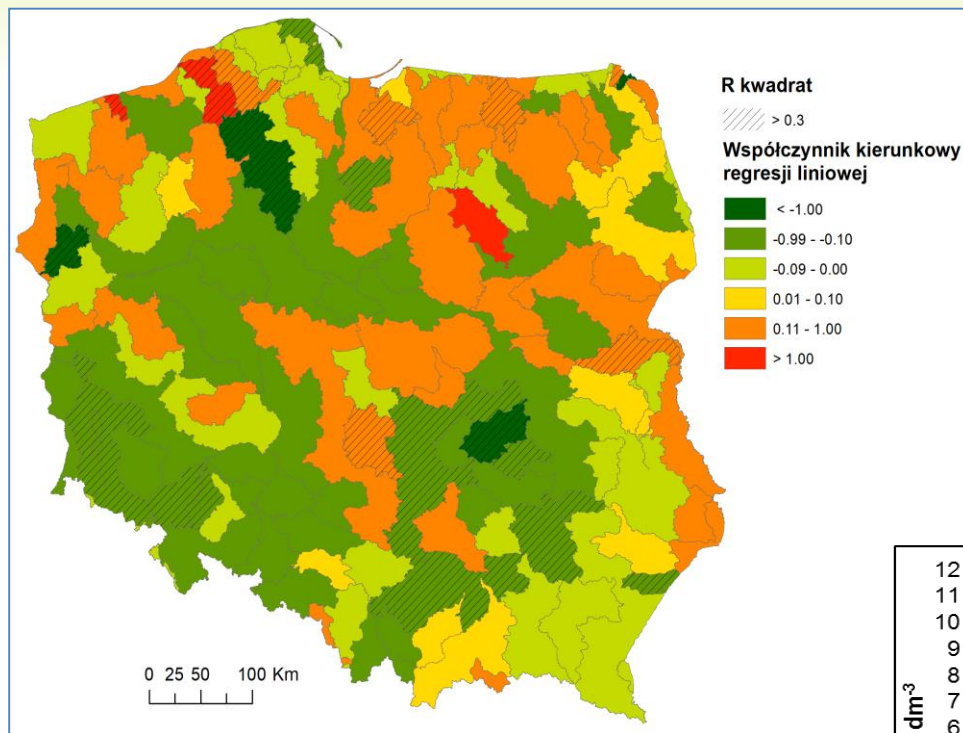 R kwadrat
> 0.3
Współczynnik kierunkowy
regresji liniowej
< -1.00
-0.99 - -0.10
-0.09 - 0.00
0.01 - 0.10
0.11 - 1.00
> 1.00
0 25 50 100 Km
12
11
10
9
8
7
6
dm-3